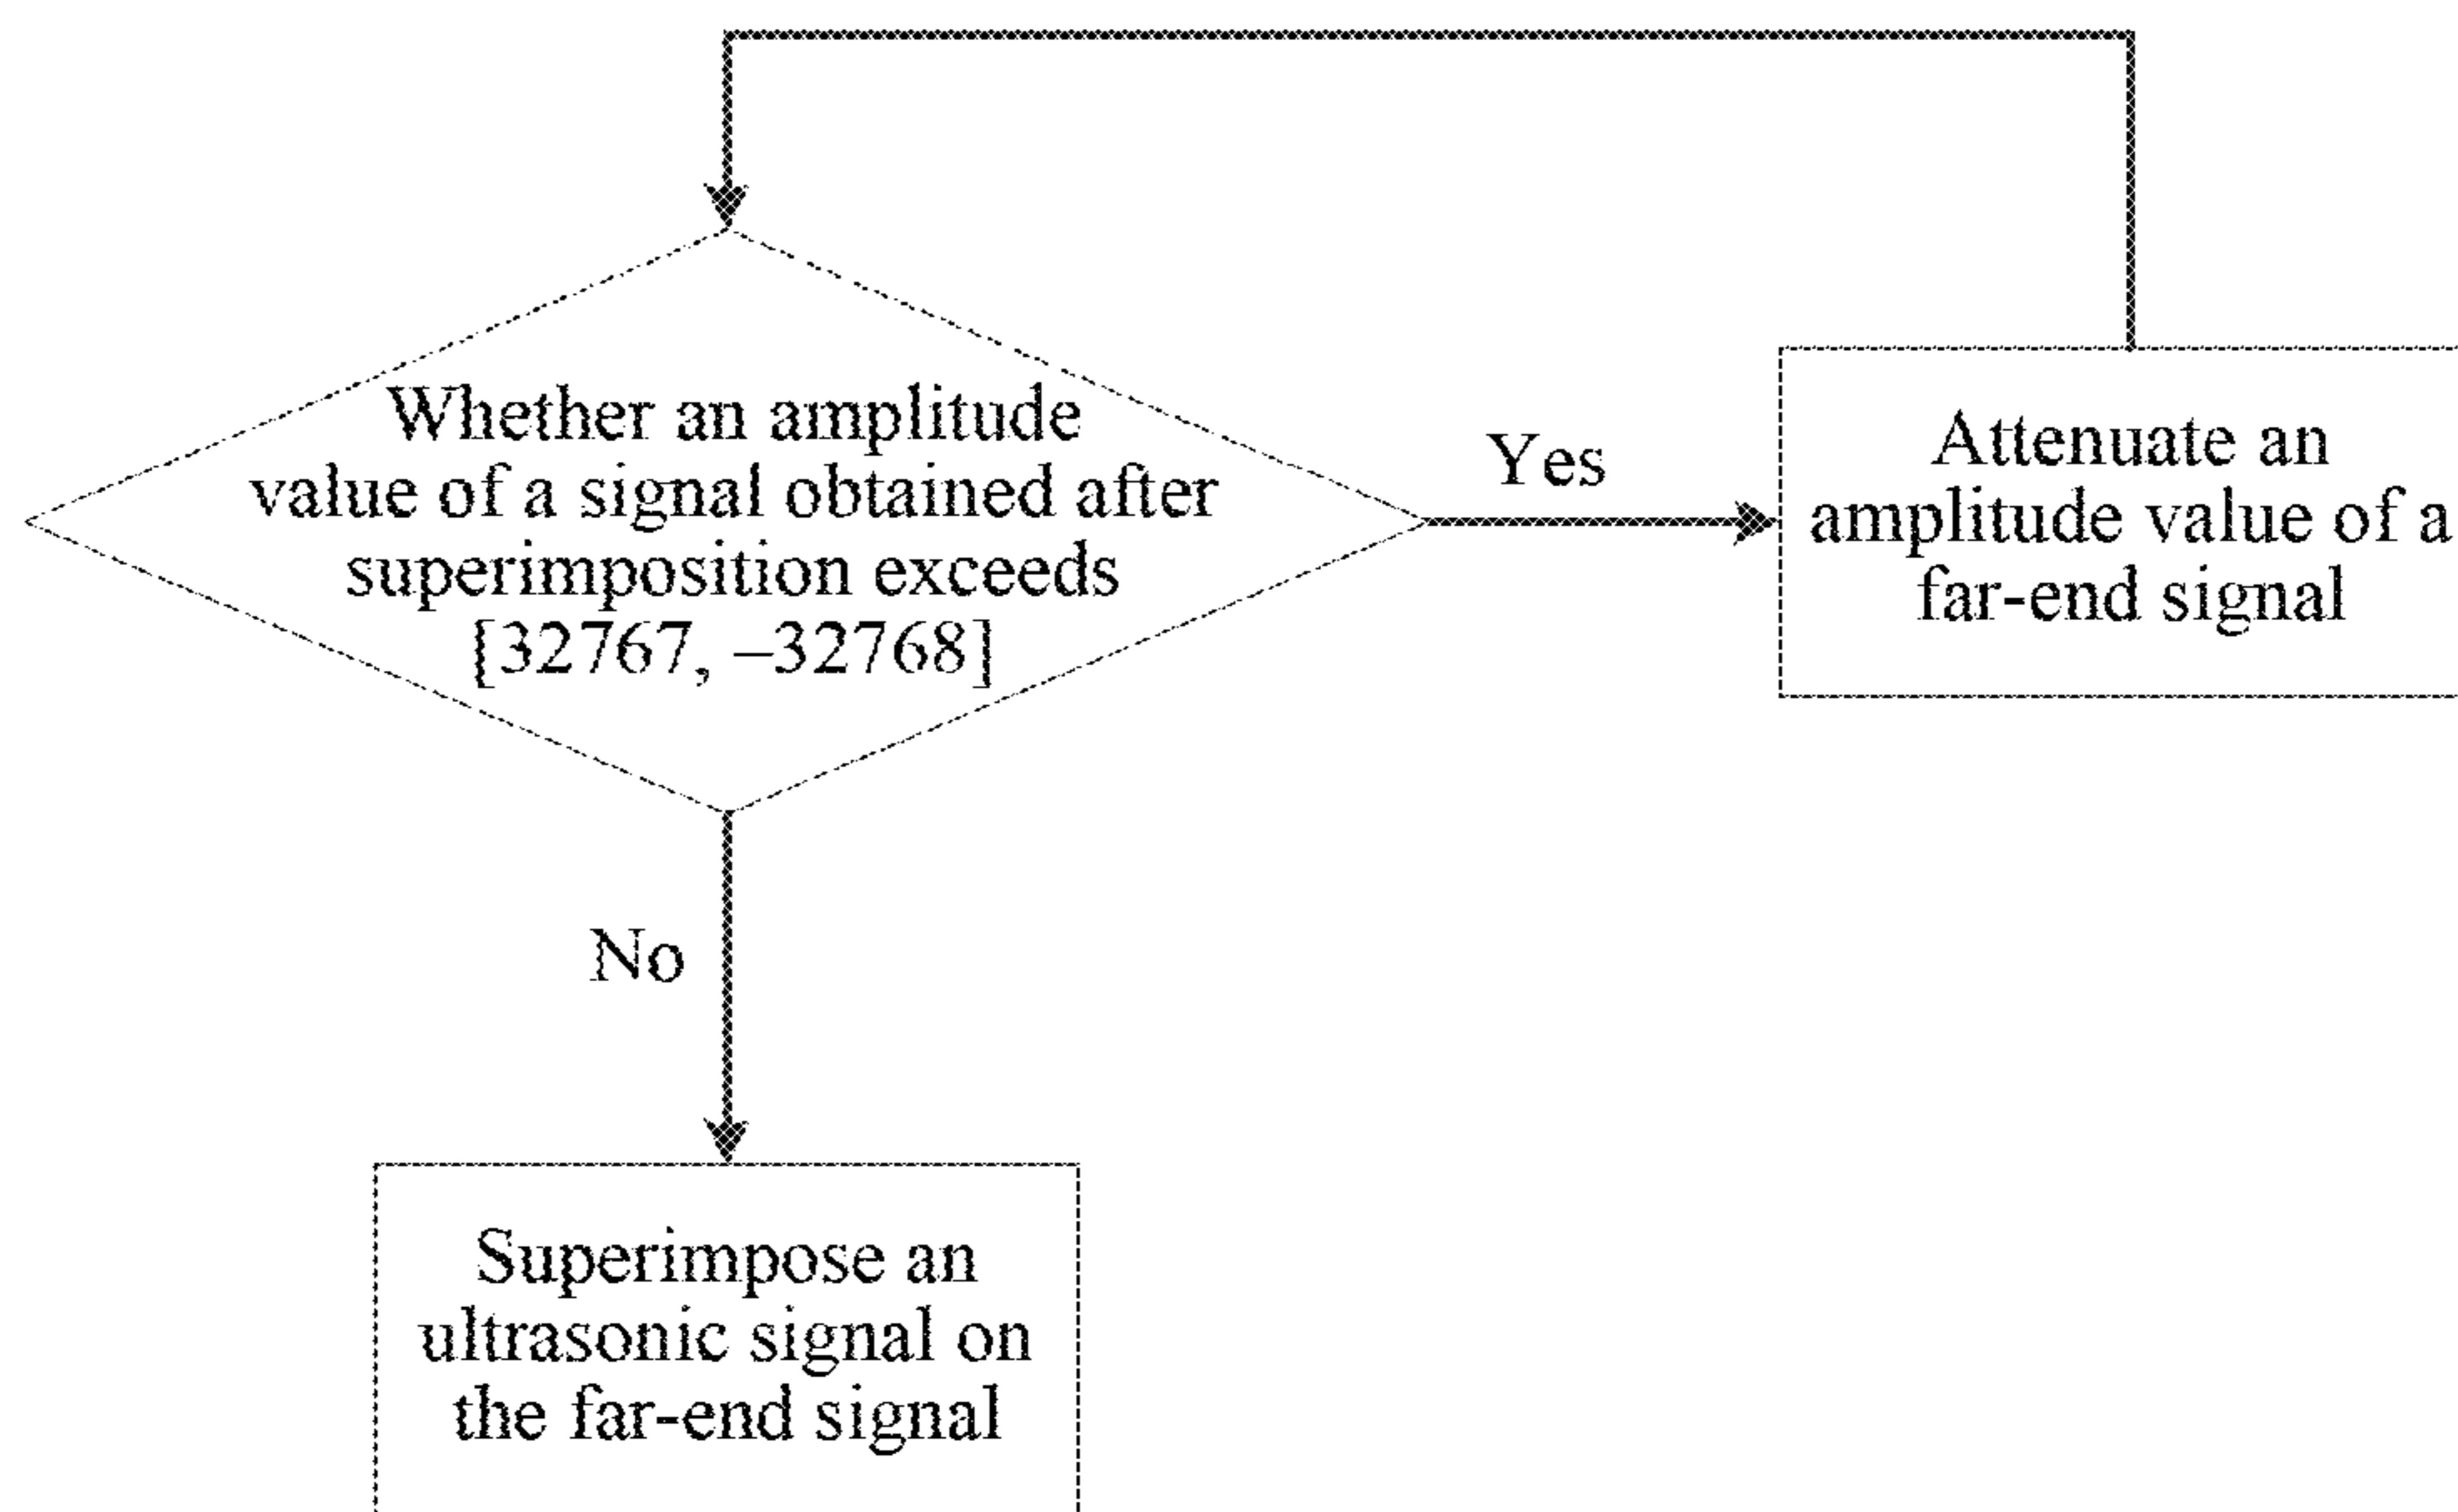 Whether an amplitude
value of a signal obtained after
superimposition exceeds
[32767, –32768]
Yes
Attenuate an
amplitude value of a
far-end signal
No
Superimpose an
ultrasonic signal on
the far-end signal